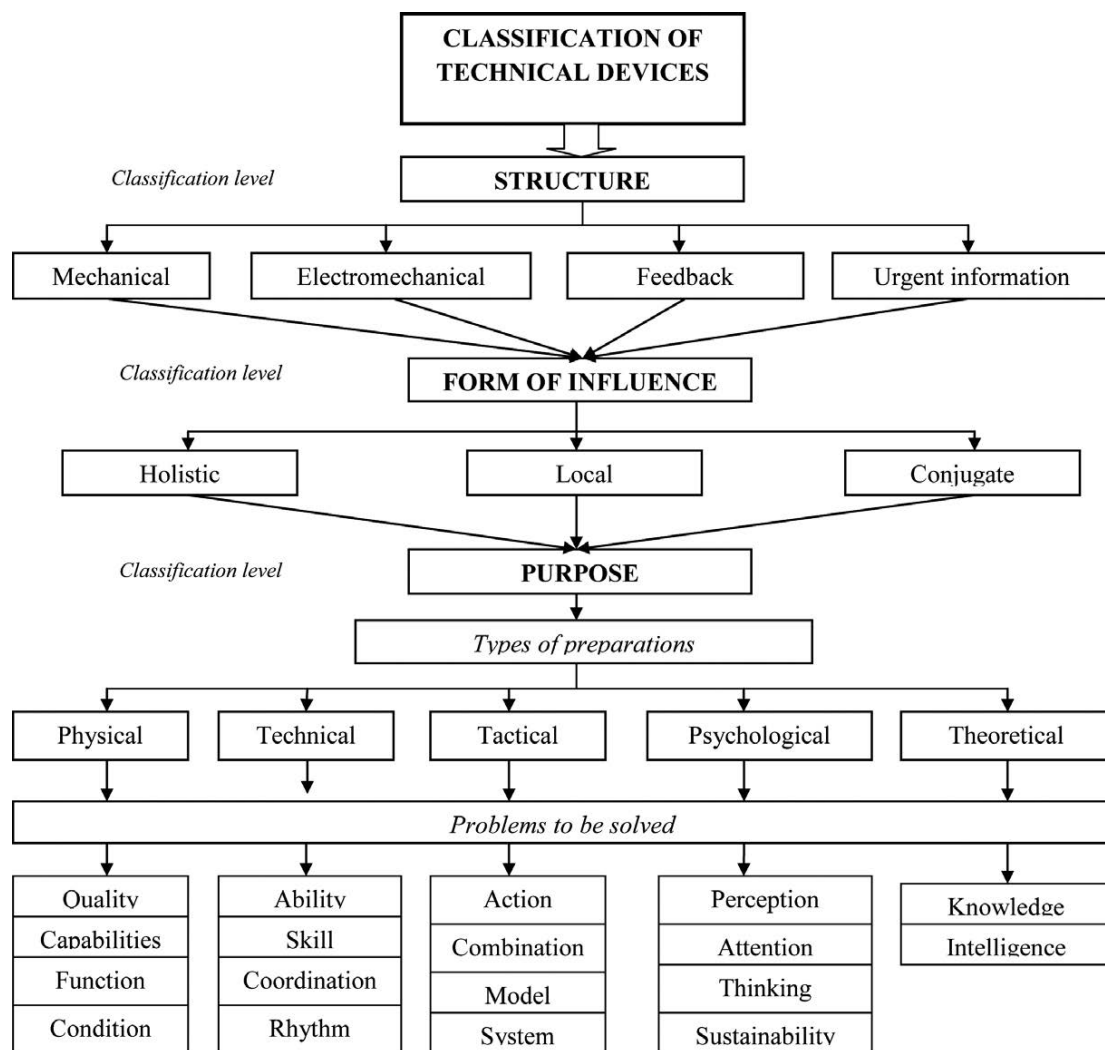 CLASSIFICATION OF
TECHNICAL DEVICES
Classification level
STRUCTURE
Mechanical
Electromechanical
Feedback
Urgent information
Classification level
FORM OF INFLUENCE
Holistic
Local
Conjugate
Classification level
PURPOSE
Types of preparations
Physical
Technical
Tactical
Psychological
Theoretical
Problems to be solved
Quality
Capabilities
Function
Condition
Ability
Skill
Coordination
Rhythm
Action
Combination
Model
System
Perception
Attention
Thinking
Sustainability
Knowledge
Intelligence